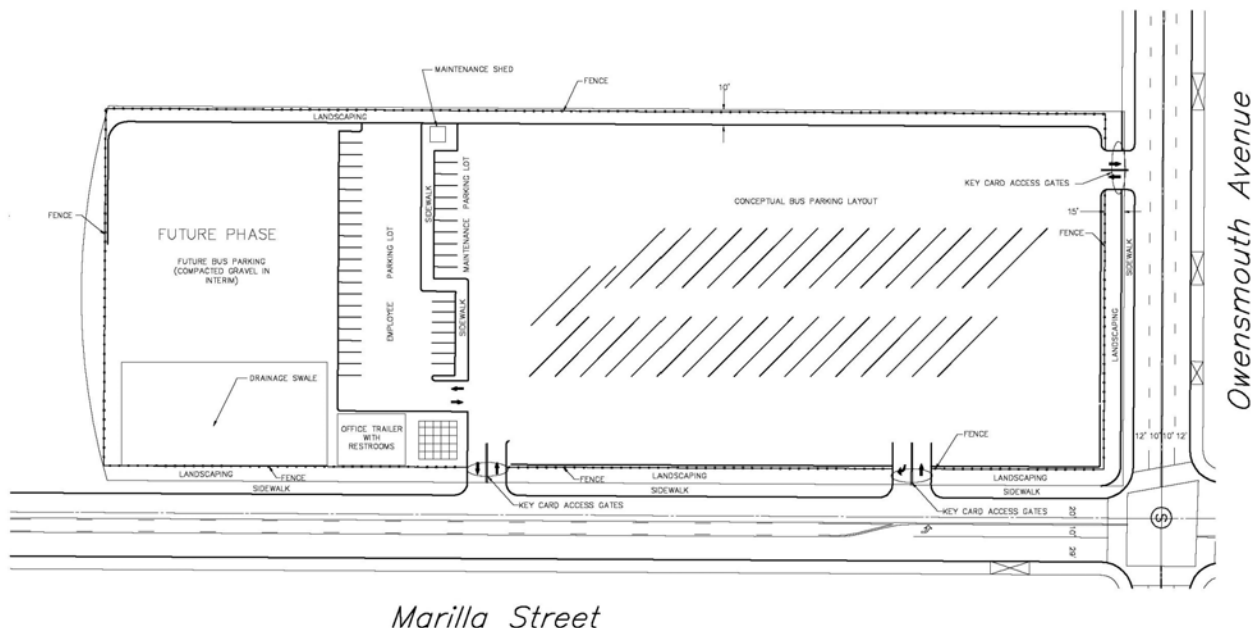 MAINTENANCE SHED
FENCE
10'
LANDSCAPING
KEY CARD ACCESS GATES
SIDEWALK
MAINTENANCE PARKING LOT
CONCEPTUAL BUS PARKING LAYOUT
15'
FENCE
FENCE
SIDEWALK
FUTURE PHASE
FUTURE BUS PARKING
(COMPACTED GRAVEL IN
INTERIM)
EMPLOYEE PARKING LOT
SIDEWALK
LANDSCAPING
Owensmouth Avenue
DRAINAGE SWALE
OFFICE TRAILER
WITH
RESTROOMS
12' 10' 10' 12'
FENCE
LANDSCAPING
FENCE
FENCE
LANDSCAPING
LANDSCAPING
SIDEWALK
SIDEWALK
SIDEWALK
KEY CARD ACCESS GATES
KEY CARD ACCESS GATES
20'
10'
29'
S
Marilla Street